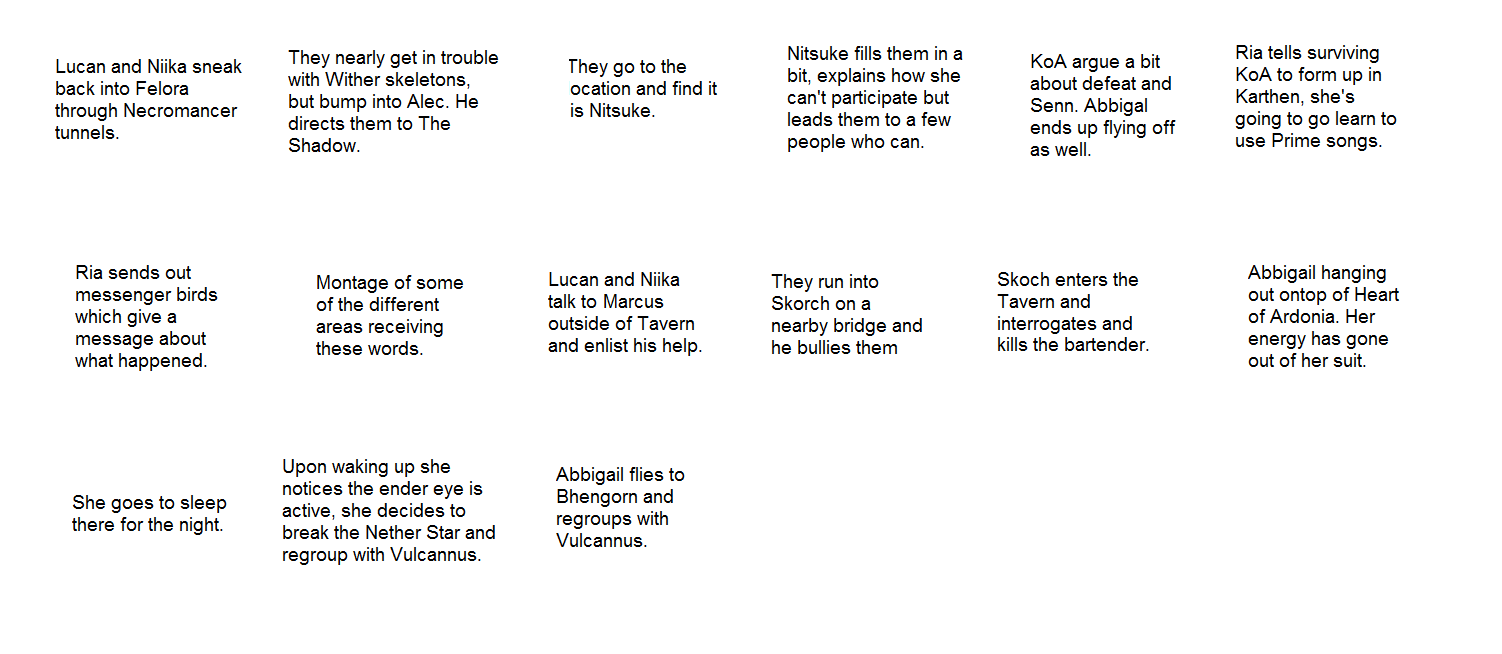 Lucan and Niika sneak
back into Felora
through Necromancer
tunnels.
They nearly get in trouble
with Wither skeletons,
but bump into Alec. He
directs them to The
Shadow.
They go to the
ocation and find it
is Nitsuke.
Nitsuke fills them in a
bit, explains how she
can't participate but
leads them to a few
people who can.
KoA argue a bit
about defeat and
Senn. Abbigal
ends up flying off
as well.
Ria tells surviving
KoA to form up in
Karthen, she's
going to go learn to
use Prime songs.
Ria sends out
messenger birds
which give a
message about
what happened.
Montage of some
of the different
areas receiving
these words.
Lucan and Niika
talk to Marcus
outside of Tavern
and enlist his help.
They run into
Skorch on a
nearby bridge and
he bullies them
Skoch enters the
Tavern and
interrogates and
kills the bartender.
Abbigail hanging
out ontop of Heart
of Ardonia. Her
energy has gone
out of her suit.
She goes to sleep
there for the night.
Upon waking up she
notices the ender eye is
active, she decides to
break the Nether Star and
regroup with Vulcannus.
Abbigail flies to
Bhengorn and
regroups with
Vulcannus.